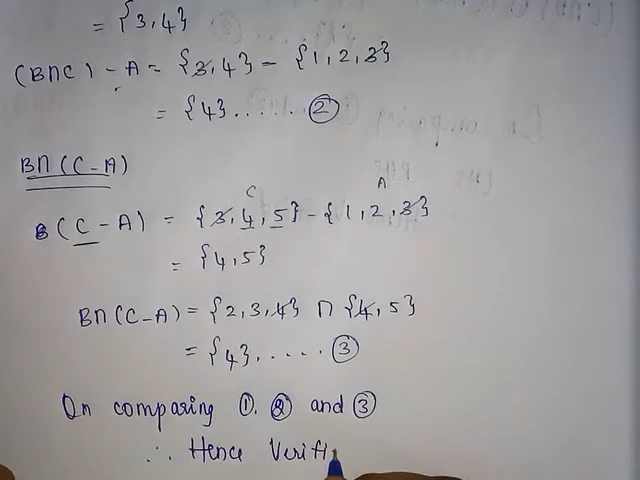 = {3,4}
(B∩C) - A = {3,4} - {1,2,3}
= {4} ...... ②
B∩(C-A)
C A
B(C-A) = {3,4,5} - {1,2,3}
= {4,5}
B∩(C-A) = {2,3,4} ∩ {4,5}
= {4} ..... ③
On comparing ①. ② and ③
∴ Hence Verifi